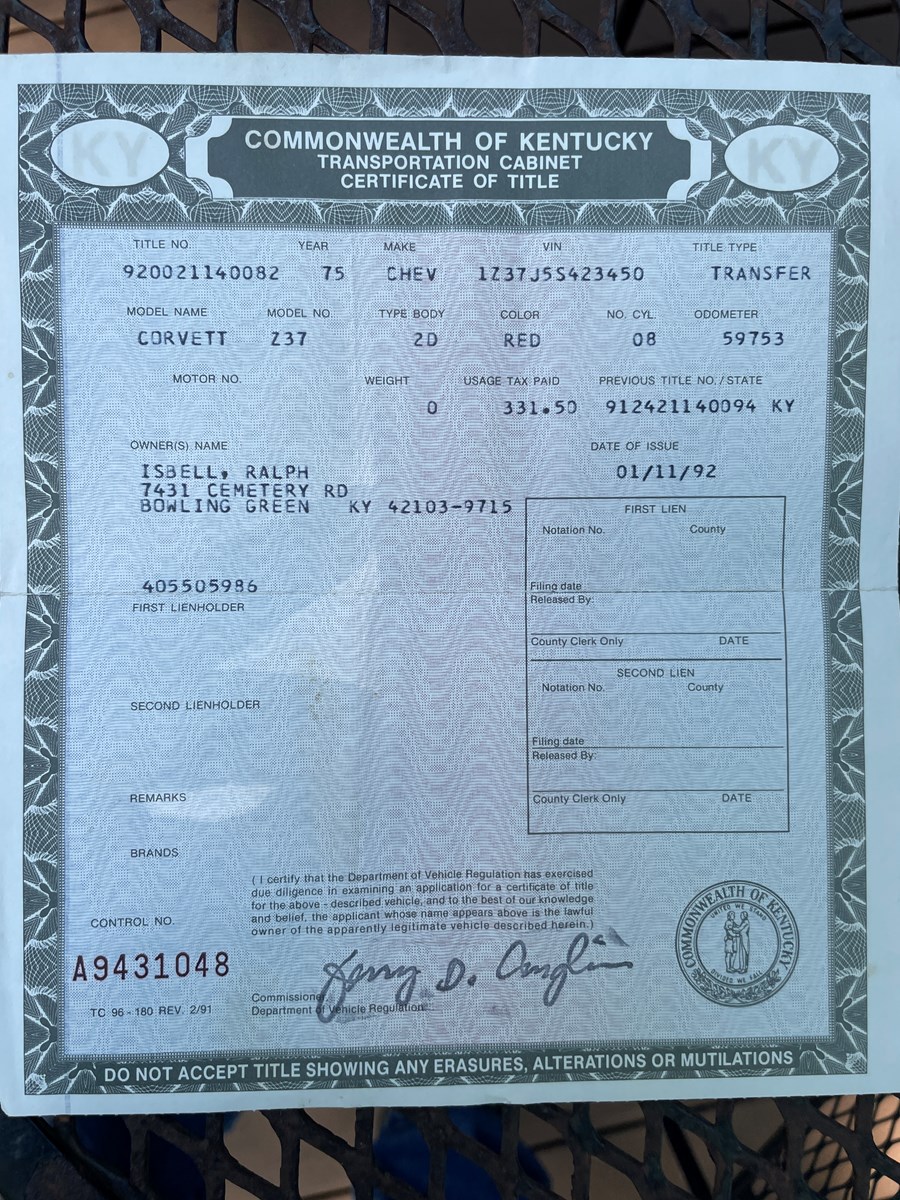 KY
COMMONWEALTH OF KENTUCKY
TRANSPORTATION CABINET
CERTIFICATE OF TITLE
KY
TITLE NO. YEAR MAKE VIN TITLE TYPE
920021140082 75 CHEV 1Z37J5S423450 TRANSFER
MODEL NAME MODEL NO. TYPE BODY COLOR NO. CYL. ODOMETER
CORVETT Z37 2D RED 08 59753
MOTOR NO. WEIGHT USAGE TAX PAID PREVIOUS TITLE NO./STATE
0 331.50 912421140094 KY
OWNER(S) NAME DATE OF ISSUE
ISBELL, RALPH 01/11/92
7431 CEMETERY RD
BOWLING GREEN KY 42103-9715
FIRST LIEN
Notation No. County
405505986
Filing date
FIRST LIENHOLDER
Released By:
County Clerk Only DATE
SECOND LIEN
Notation No. County
SECOND LIENHOLDER
Filing date
Released By:
REMARKS
County Clerk Only DATE
BRANDS
( I certify that the Department of Vehicle Regulation has exercised
due diligence in examining an application for a certificate of title
for the above - described vehicle, and to the best of our knowledge
and belief, the applicant whose name appears above is the lawful
owner of the apparently legitimate vehicle described herein.)
CONTROL NO.
A9431048
Commissioner
Department of Vehicle Regulation
TC 96 - 180 REV. 2/91
COMMONWEALTH OF KENTUCKY
UNITED WE STAND
DIVIDED WE FALL
DO NOT ACCEPT TITLE SHOWING ANY ERASURES, ALTERATIONS OR MUTILATIONS